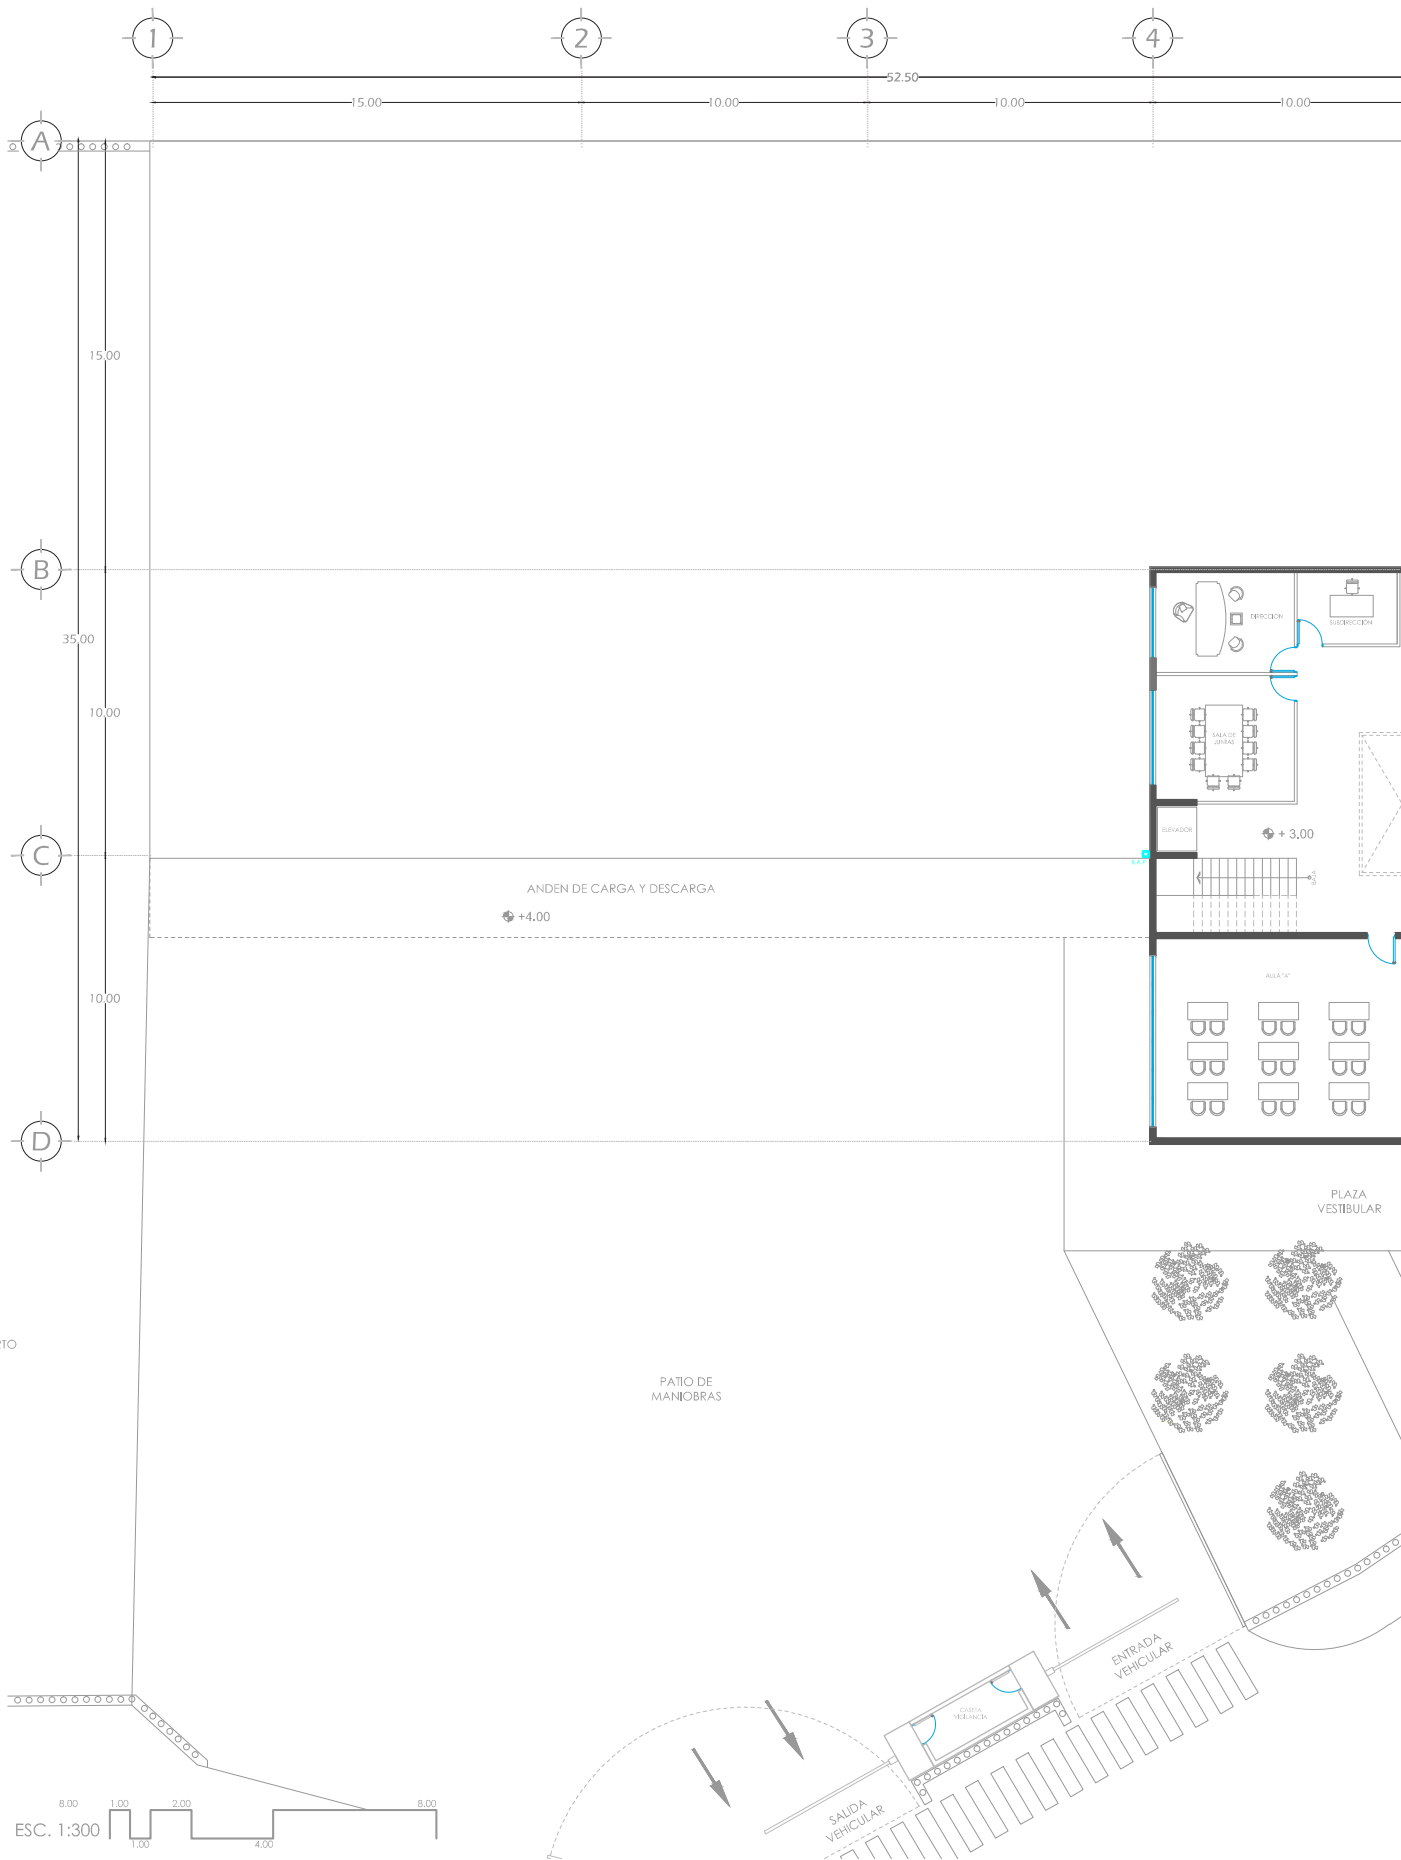 1
2
3
4
52.50
15.00
10.00
10.00
10.00
A
15.00
B
35.00
DIRECCIÓN
SUBDIRECCIÓN
10.00
SALA DE
JUNTAS
ELEVADOR
+ 3.00
C
B.A.P
BAJA
ANDEN DE CARGA Y DESCARGA
+4.00
AULA "A"
10.00
D
PLAZA
VESTIBULAR
RTO
PATIO DE
MANIOBRAS
ENTRADA
VEHICULAR
CASETA
VIGILANCIA
SALIDA
VEHICULAR
8.00
1.00
2.00
8.00
ESC. 1:300
1.00
4.00